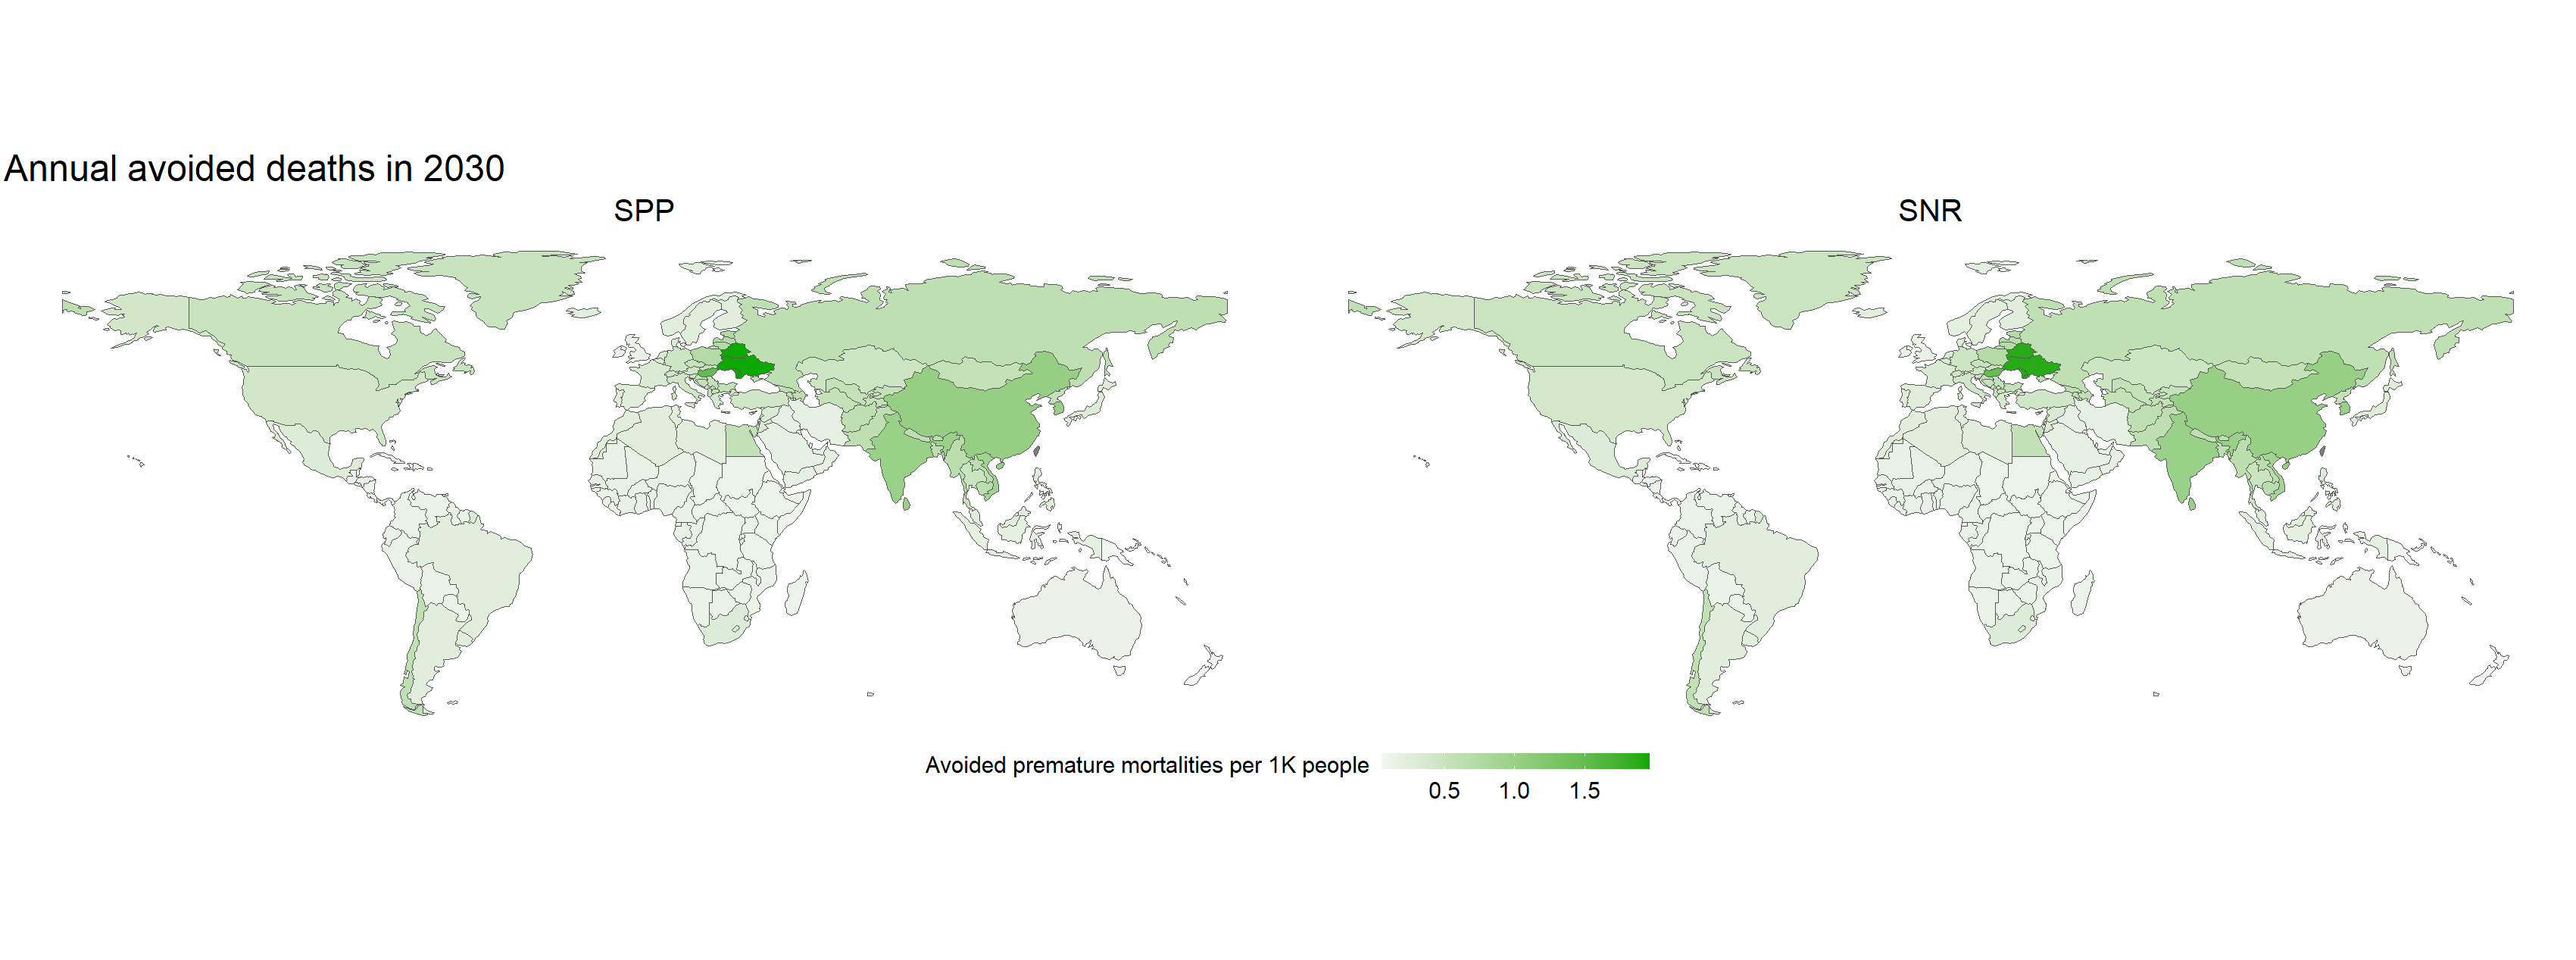 Annual avoided deaths in 2030
SPP
SNR
Avoided premature mortalities per 1K people
0.5 1.0 1.5